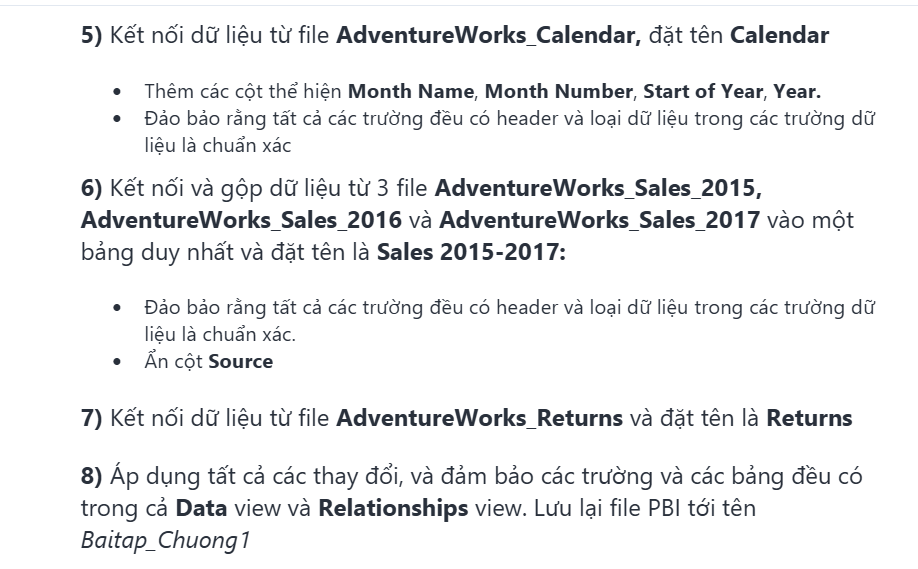 5) Kết nối dữ liệu từ file AdventureWorks_Calendar, đặt tên Calendar
• Thêm các cột thể hiện Month Name, Month Number, Start of Year, Year.
• Đảo bảo rằng tất cả các trường đều có header và loại dữ liệu trong các trường dữ
liệu là chuẩn xác
6) Kết nối và gộp dữ liệu từ 3 file AdventureWorks_Sales_2015,
AdventureWorks_Sales_2016 và AdventureWorks_Sales_2017 vào một
bảng duy nhất và đặt tên là Sales 2015-2017:
• Đảo bảo rằng tất cả các trường đều có header và loại dữ liệu trong các trường dữ
liệu là chuẩn xác.
• Ẩn cột Source
7) Kết nối dữ liệu từ file AdventureWorks_Returns và đặt tên là Returns
8) Áp dụng tất cả các thay đổi, và đảm bảo các trường và các bảng đều có
trong cả Data view và Relationships view. Lưu lại file PBI tới tên
Baitap_Chuong1